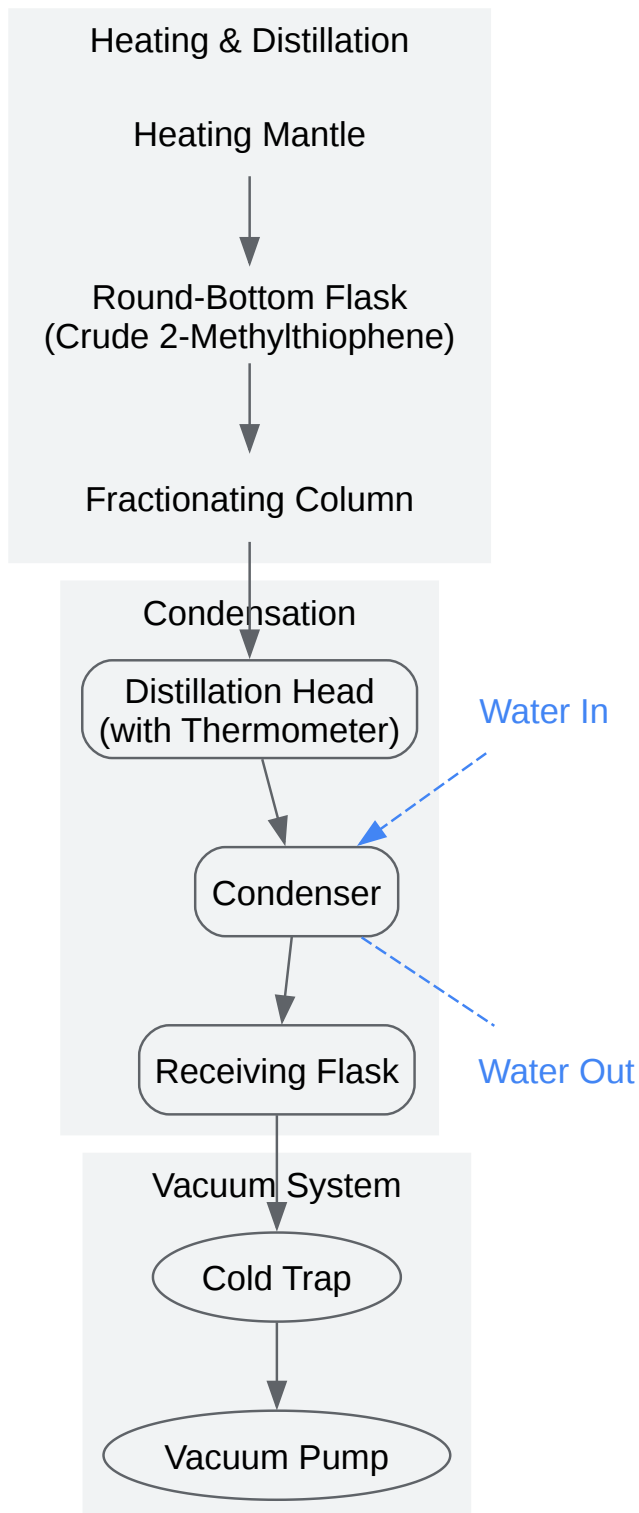 Heating & Distillation
Heating Mantle
Round-Bottom Flask
(Crude 2-Methylthiophene)
Fractionating Column
Condensation
Distillation Head
(with Thermometer)
Water In
Condenser
Receiving Flask
Water Out
Vacuum System
Cold Trap
Vacuum Pump